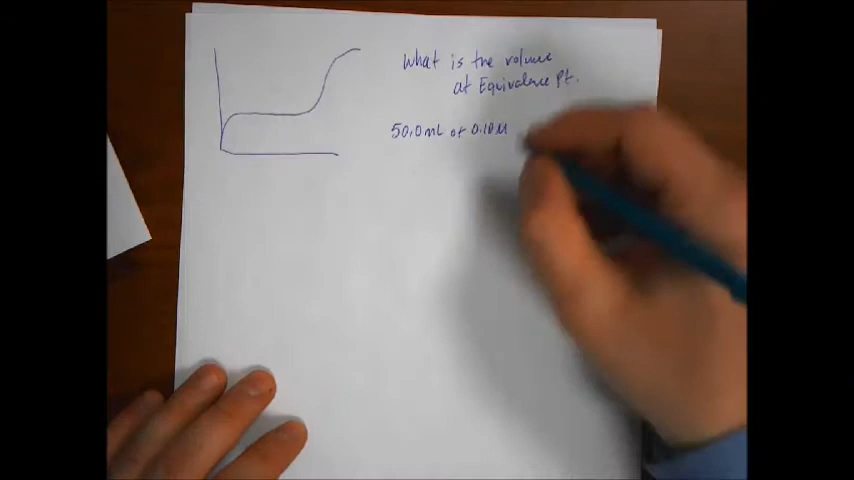 What is the volume
at Equivalence Pt.
50.0mL of 0.10M